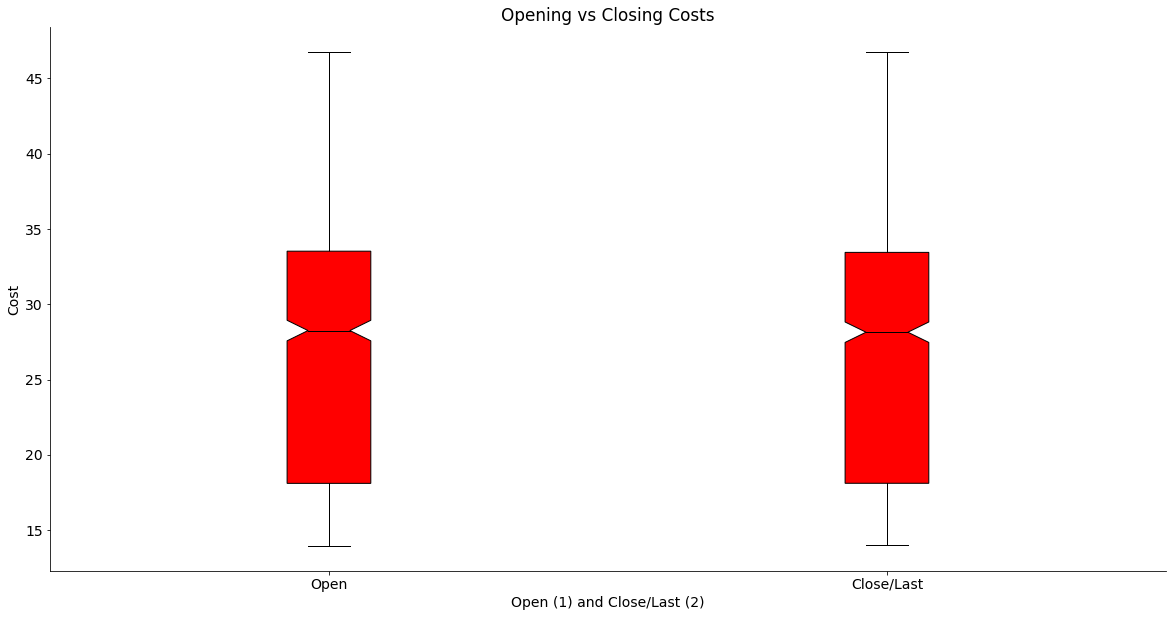 Opening vs Closing Costs
Cost
45
40
35
30
25
20
15
Open
Close/Last
Open (1) and Close/Last (2)